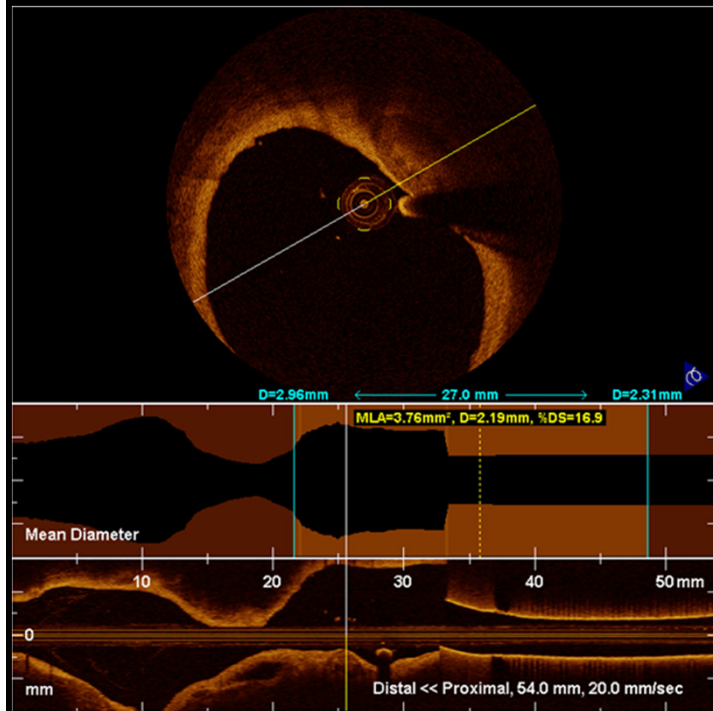 D=2.96mm 27.0 mm D=2.31mm
MLA=3.76mm², D=2.19mm, %DS=16.9
Mean Diameter
10 20 30 40 50 mm
0
mm Distal << Proximal, 54.0 mm, 20.0 mm/sec